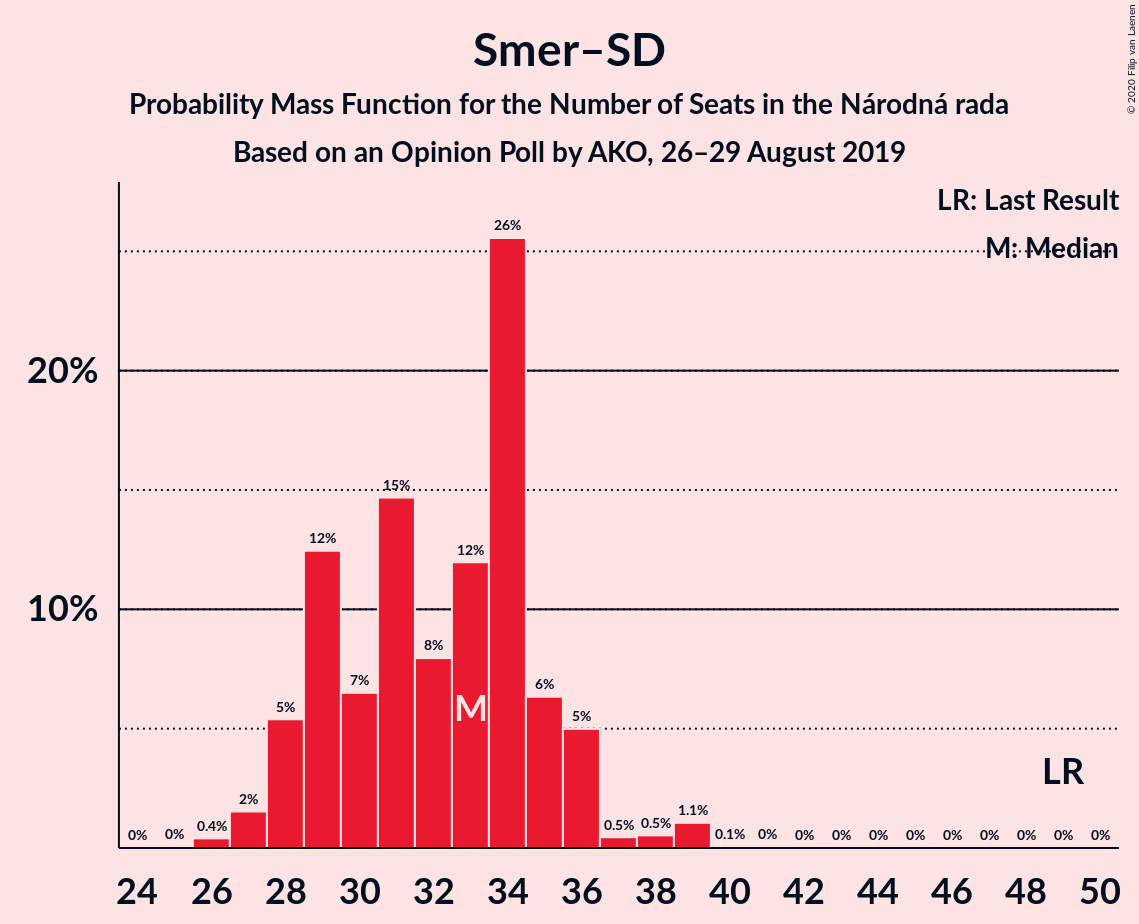 Smer–SD
Probability Mass Function for the Number of Seats in the Národná rada
Based on an Opinion Poll by AKO, 26–29 August 2019
© 2020 Filip van Laenen
LR: Last Result
M: Median
20%
10%
0% 0% 0.4% 2% 5% 12% 7% 15% 8% 12% 26% 6% 5% 0.5% 0.5% 1.1% 0.1% 0% 0% 0% 0% 0% 0% 0% 0% 0% 0%
M
LR
24 26 28 30 32 34 36 38 40 42 44 46 48 50